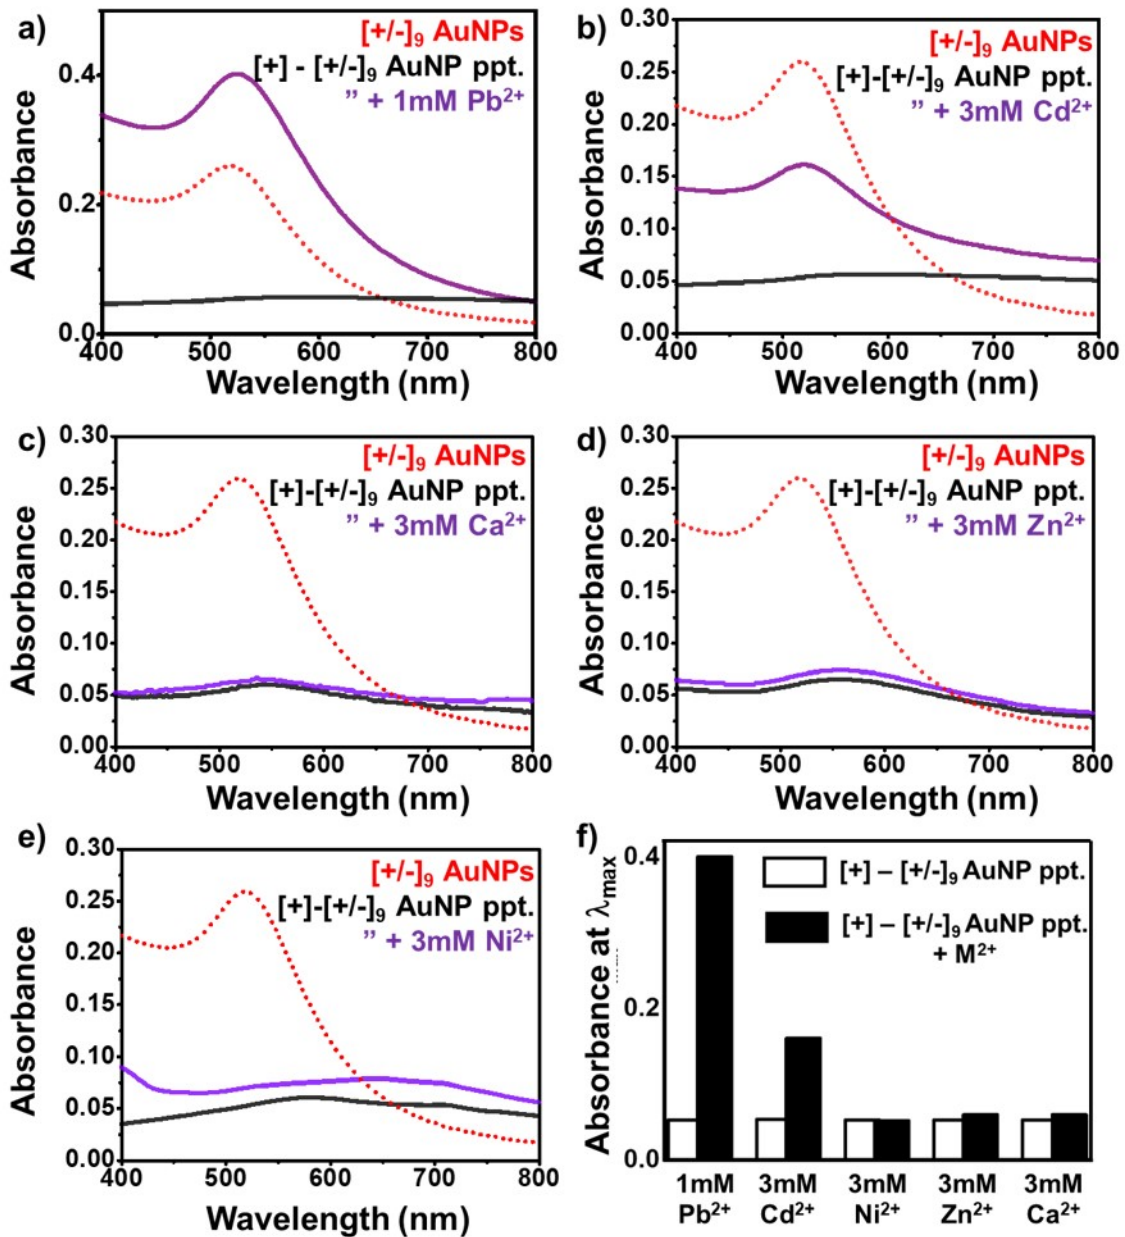 a)
[+/-]₉ AuNPs
[+] - [+/-]₉ AuNP ppt.
” + 1mM Pb²⁺
0.4
0.2
0.0
Absorbance
400 500 600 700 800
Wavelength (nm)
b)
[+/-]₉ AuNPs
[+]-[+/-]₉ AuNP ppt.
” + 3mM Cd²⁺
0.30
0.25
0.20
0.15
0.10
0.05
0.00
Absorbance
400 500 600 700 800
Wavelength (nm)
c)
[+/-]₉ AuNPs
[+]-[+/-]₉ AuNP ppt.
” + 3mM Ca²⁺
0.30
0.25
0.20
0.15
0.10
0.05
0.00
Absorbance
400 500 600 700 800
Wavelength (nm)
d)
[+/-]₉ AuNPs
[+]-[+/-]₉ AuNP ppt.
” + 3mM Zn²⁺
0.30
0.25
0.20
0.15
0.10
0.05
0.00
Absorbance
400 500 600 700 800
Wavelength (nm)
e)
[+/-]₉ AuNPs
[+]-[+/-]₉ AuNP ppt.
” + 3mM Ni²⁺
0.30
0.25
0.20
0.15
0.10
0.05
0.00
Absorbance
400 500 600 700 800
Wavelength (nm)
f)
[+] – [+/-]₉ AuNP ppt.
[+] – [+/-]₉ AuNP ppt.
+ M²⁺
0.4
0.2
0.0
Absorbance at λmax
1mM 3mM 3mM 3mM 3mM
Pb²⁺ Cd²⁺ Ni²⁺ Zn²⁺ Ca²⁺